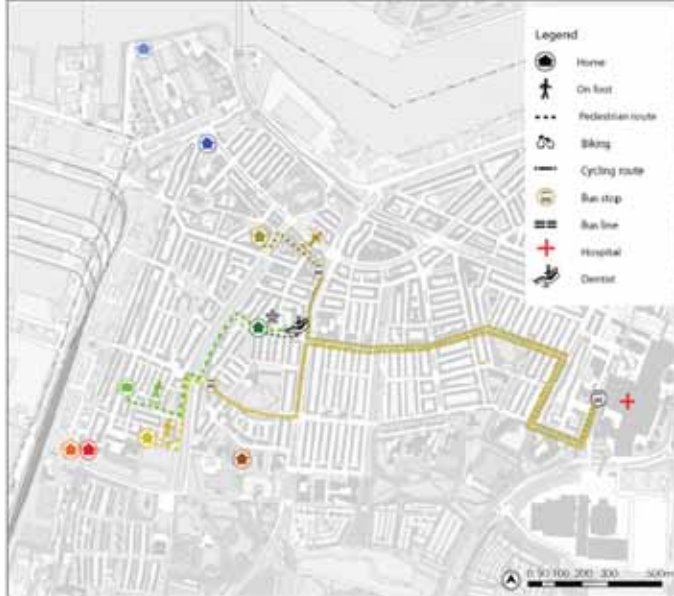 Legend
Home
On foot
Pedestrian route
Biking
Cycling route
Bus stop
Bus line
Hospital
Dentist
0 50 100 200 300 500m